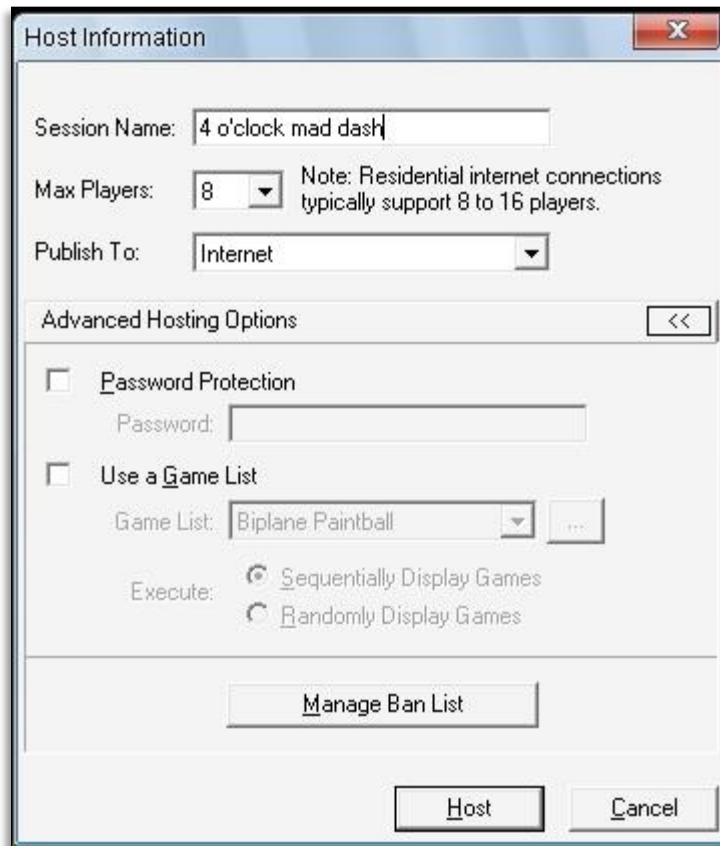 Host Information
Session Name: 4 o'clock mad dash
Max Players: 8 Note: Residential internet connections
typically support 8 to 16 players.
Publish To: Internet
Advanced Hosting Options <<
Password Protection
Password:
Use a Game List
Game List: Biplane Paintball ...
Execute: Sequentially Display Games
Randomly Display Games
Manage Ban List
Host Cancel